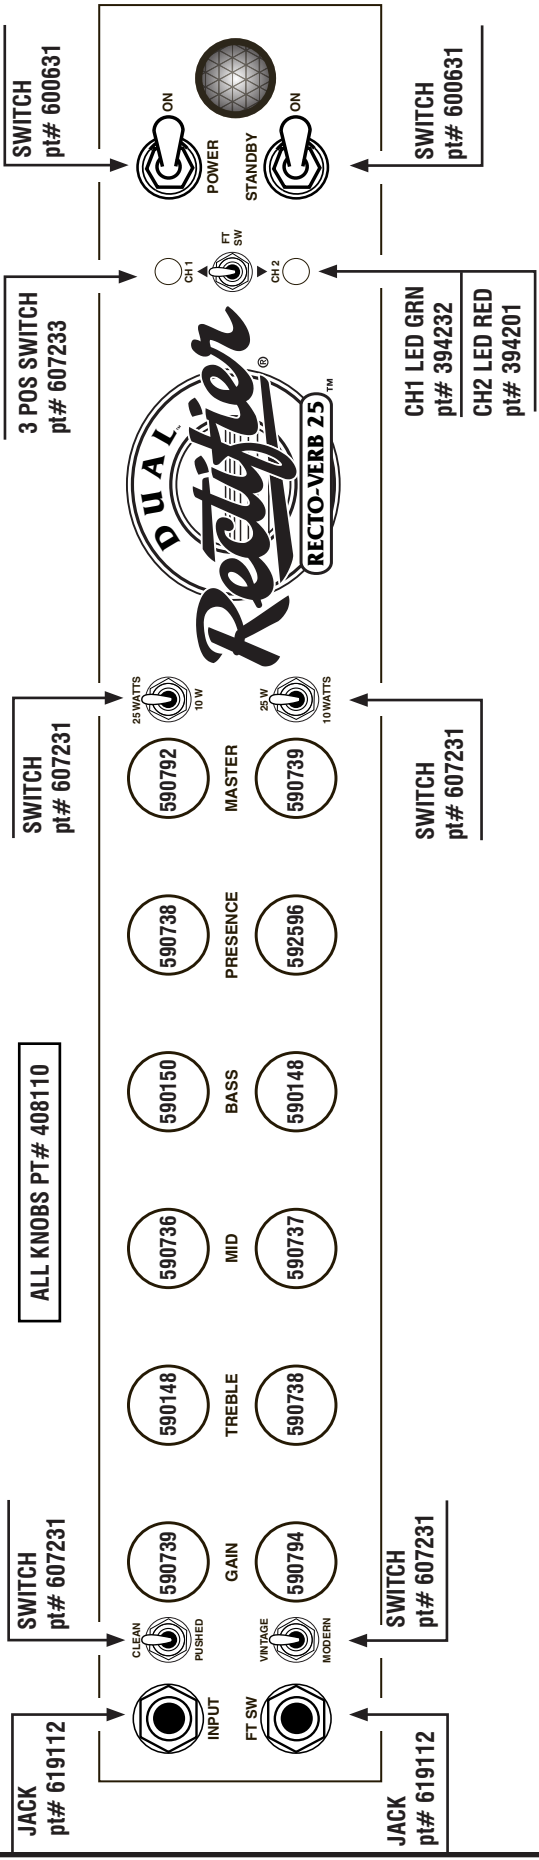 JACK
pt# 619112
SWITCH
pt# 607231
ALL KNOBS PT# 408110
SWITCH
pt# 607231
3 POS SWITCH
pt# 607233
SWITCH
pt# 600631
INPUT
CLEAN
PUSHED
590739
590148
590736
590150
590738
590792
25 WATTS
10 W
GAIN
TREBLE
MID
BASS
PRESENCE
MASTER
FT SW
VINTAGE
MODERN
590794
590738
590737
590148
592596
590739
25 W
10 WATTS
DUAL
Rectifier ®
RECTO-VERB 25 ™
CH 1
FT
SW
CH 2
POWER
ON
STANDBY
ON
JACK
pt# 619112
SWITCH
pt# 607231
SWITCH
pt# 607231
CH1 LED GRN
pt# 394232
CH2 LED RED
pt# 394201
SWITCH
pt# 600631